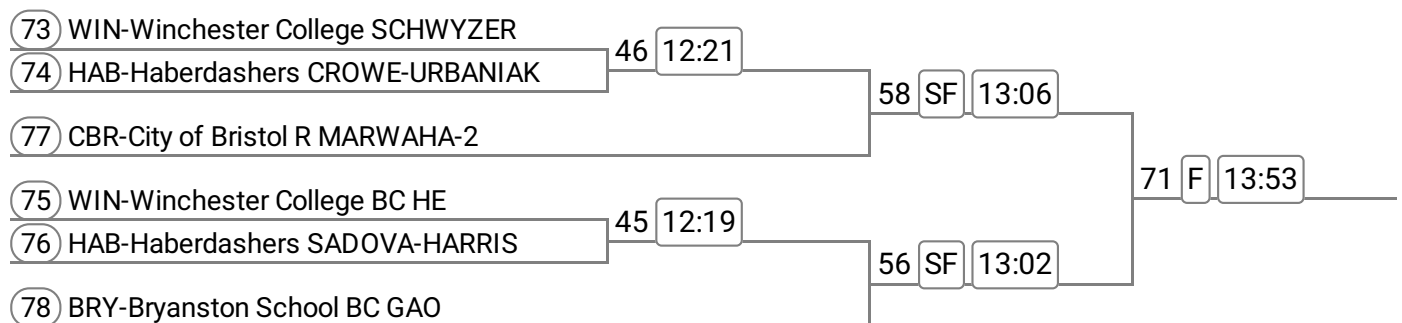 73 WIN-Winchester College SCHWYZER
46 12:21
74 HAB-Haberdashers CROWE-URBANIAK
58 SF 13:06
77 CBR-City of Bristol R MARWAHA-2
71 F 13:53
75 WIN-Winchester College BC HE
45 12:19
76 HAB-Haberdashers SADOVA-HARRIS
56 SF 13:02
78 BRY-Bryanston School BC GAO